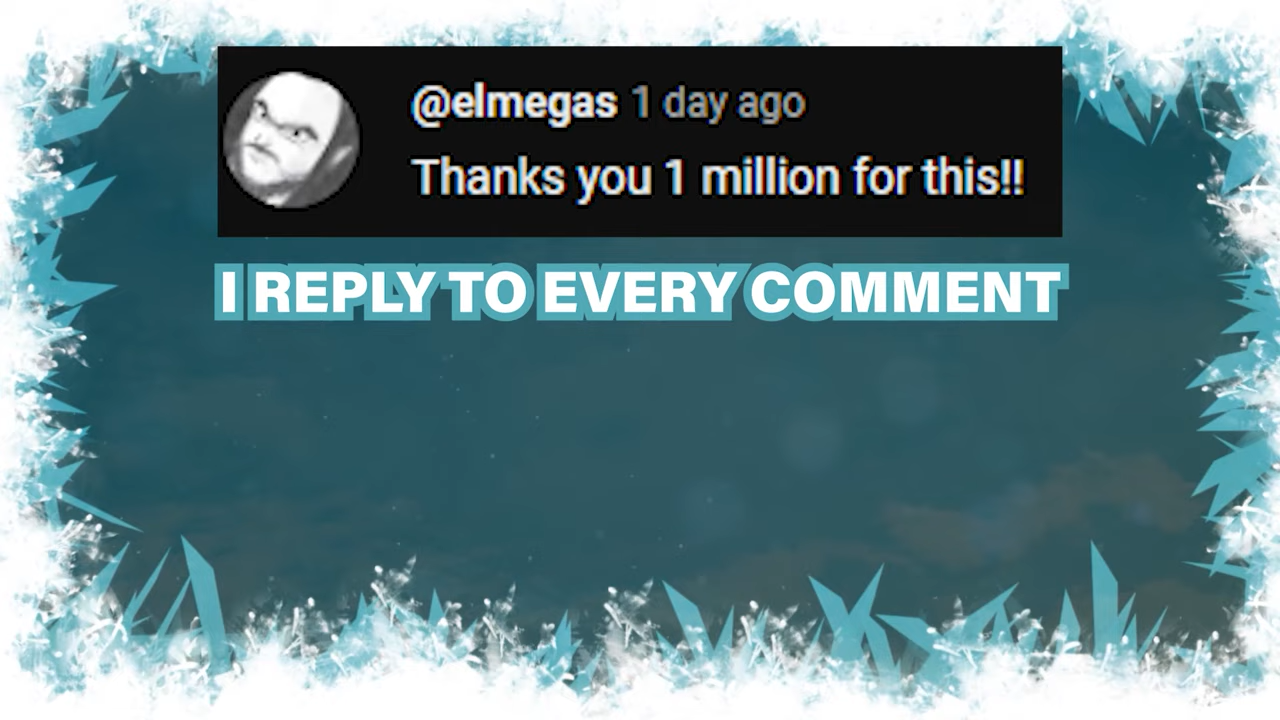 @elmegas 1 day ago
Thanks you 1 million for this!!
I REPLY TO EVERY COMMENT